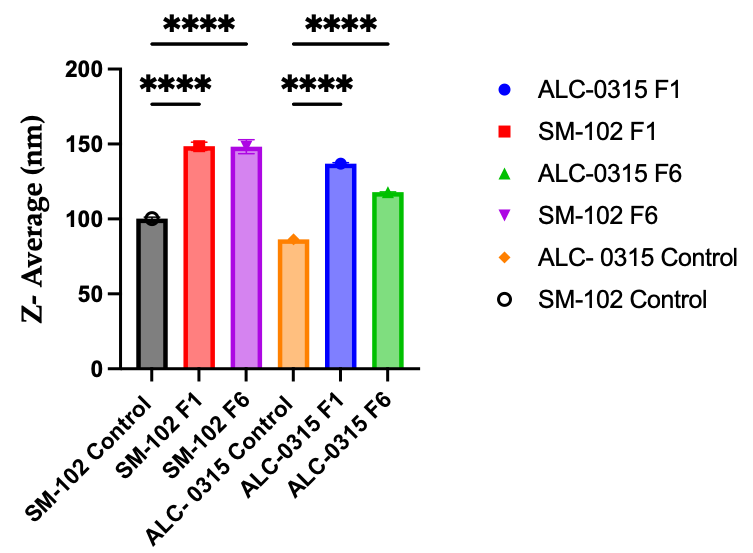 **** ****
**** ****
Z- Average (nm)
200
150
100
50
0
SM-102 Control
SM-102 F1
SM-102 F6
ALC- 0315 Control
ALC-0315 F1
ALC-0315 F6
ALC-0315 F1
SM-102 F1
ALC-0315 F6
SM-102 F6
ALC- 0315 Control
SM-102 Control